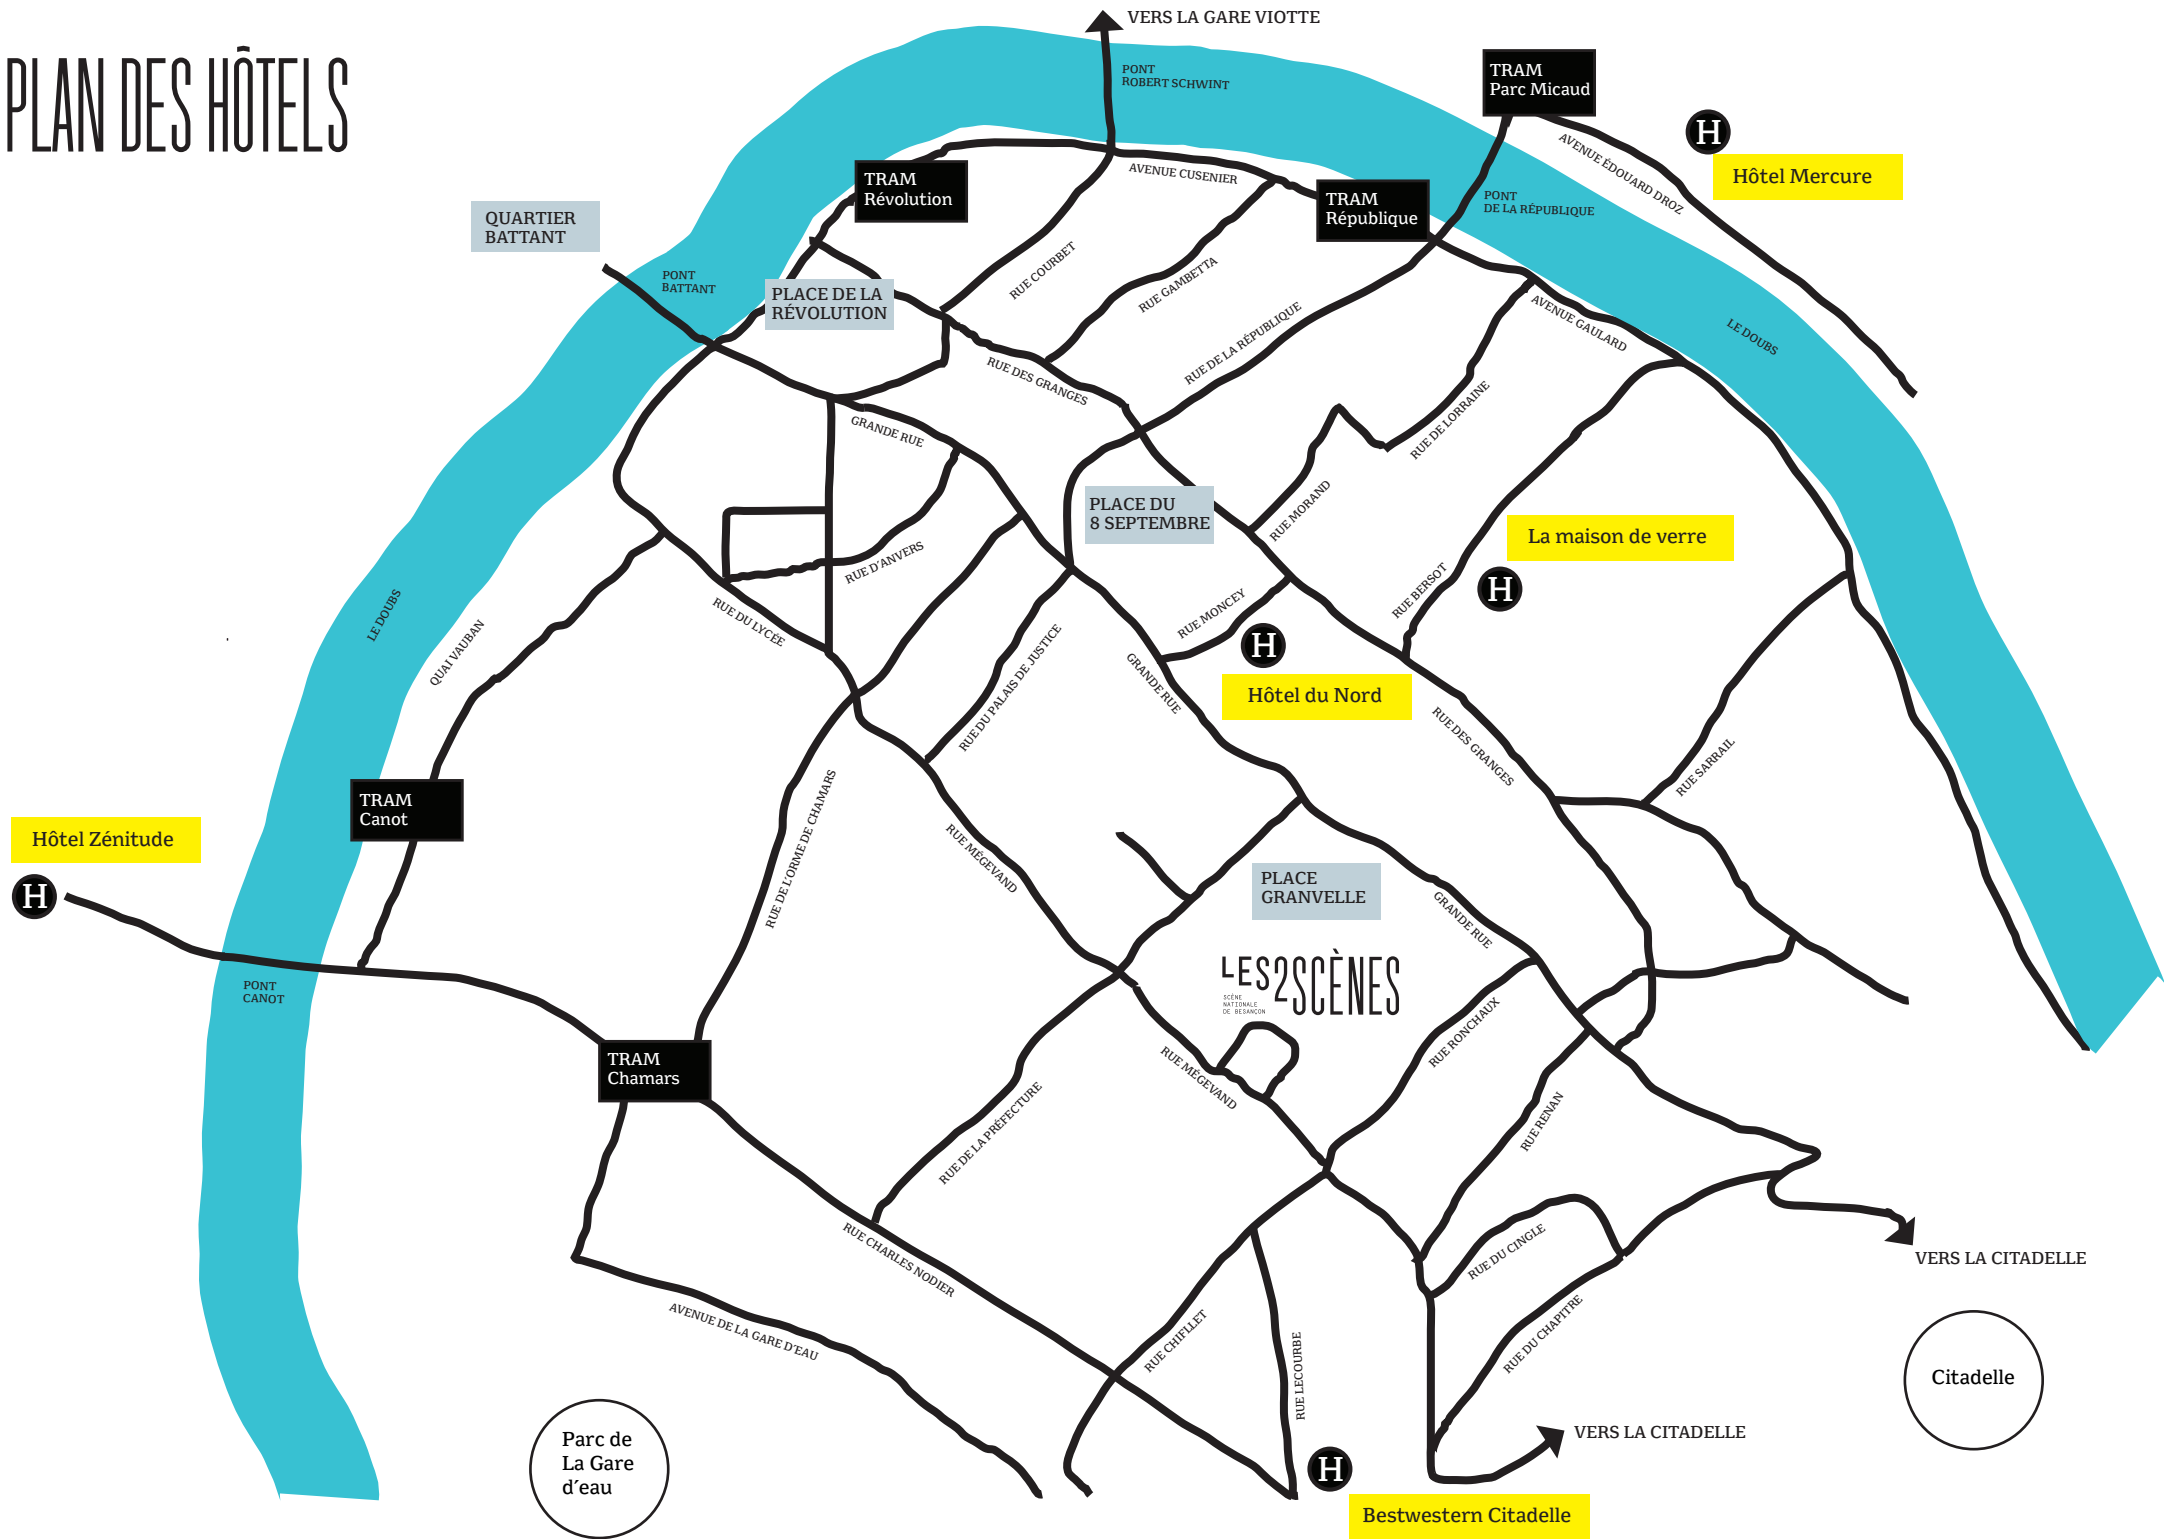 PLAN DES HÔTELS
VERS LA GARE VIOTTE
PONT
ROBERT SCHWINT
TRAM
Parc Micaud
H
Hôtel Mercure
AVENUE ÉDOUARD DROZ
TRAM
Révolution
AVENUE CUSENIER
TRAM
République
PONT
DE LA RÉPUBLIQUE
QUARTIER
BATTANT
PONT
BATTANT
PLACE DE LA
RÉVOLUTION
RUE COURBET
RUE GAMBETTA
RUE DE LA RÉPUBLIQUE
AVENUE GAULARD
LE DOUBS
RUE DES GRANGES
GRANDE RUE
RUE DE LORRAINE
RUE MORAND
PLACE DU
8 SEPTEMBRE
La maison de verre
H
RUE BERSOT
RUE D'ANVERS
RUE DU LYCÉE
RUE MONCEY
H
Hôtel du Nord
LE DOUBS
QUAI VAUBAN
RUE DU PALAIS DE JUSTICE
GRANDE RUE
RUE DES GRANGES
RUE SARRAIL
TRAM
Canot
Hôtel Zénitude
H
RUE DE L'ORME DE CHAMARS
RUE MÉGEVAND
PLACE
GRANVELLE
GRANDE RUE
LES 2 SCÈNES
SCÈNE
NATIONALE
DE BESANÇON
PONT
CANOT
TRAM
Chamars
RUE MÉGEVAND
RUE RONCHAUX
RUE DE LA PRÉFECTURE
RUE RENAN
RUE CHARLES NODIER
RUE DU CINGLE
VERS LA CITADELLE
AVENUE DE LA GARE D'EAU
RUE CHIFLLET
RUE LECOURBE
RUE DU CHAPITRE
Citadelle
VERS LA CITADELLE
Parc de
La Gare
d'eau
H
Bestwestern Citadelle